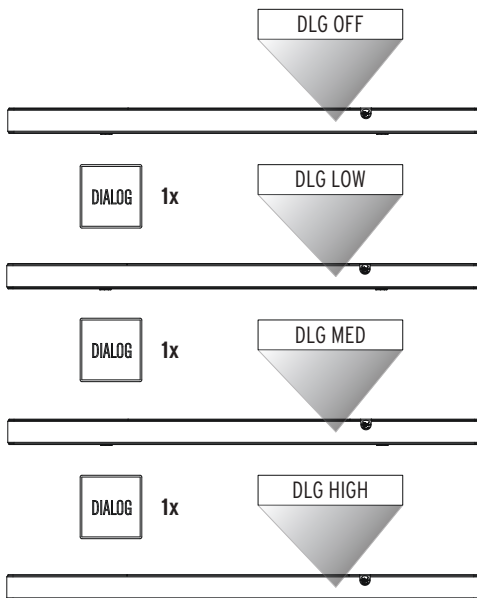 DLG OFF
DIALOG 1x DLG LOW
DIALOG 1x DLG MED
DIALOG 1x DLG HIGH